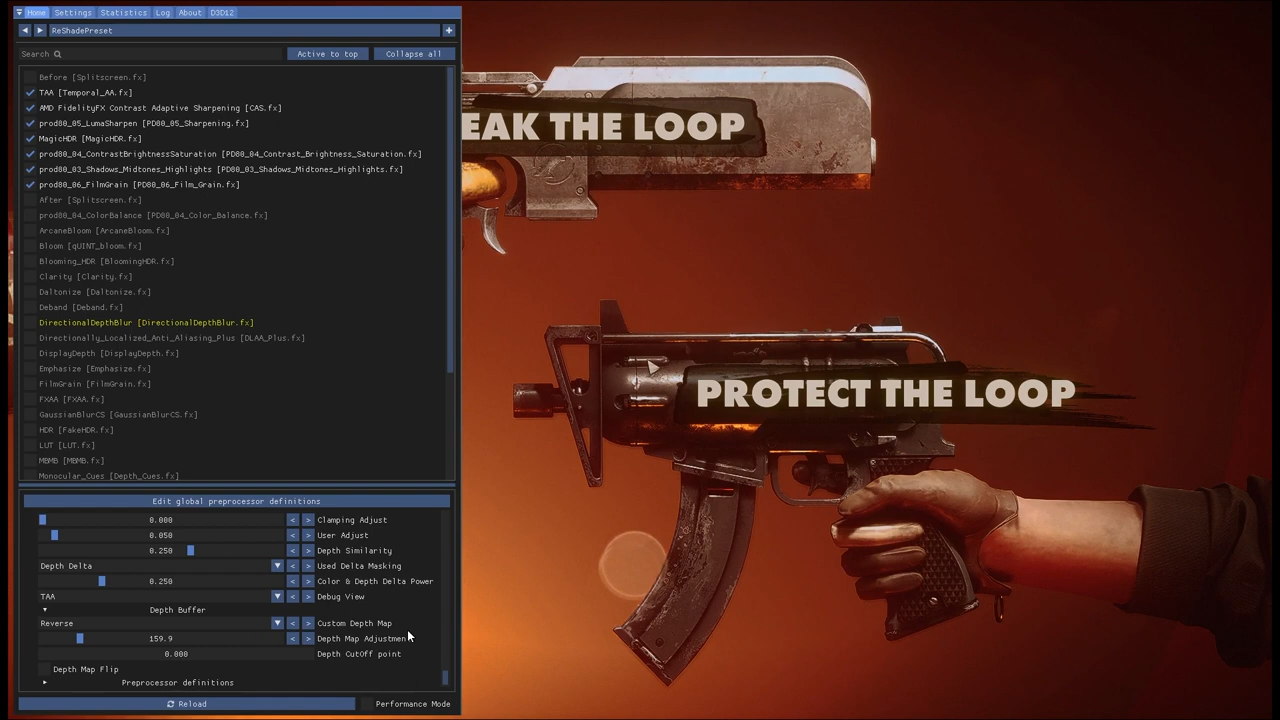 Home Settings Statistics Log About D3D12
ReShadePreset +
Search Active to top Collapse all
Before [Splitscreen.fx]
TAA [Temporal_AA.fx]
AMD FidelityFX Contrast Adaptive Sharpening [CAS.fx]
prod80_05_LumaSharpen [PD80_05_Sharpening.fx]
MagicHDR [MagicHDR.fx]
prod80_04_ContrastBrightnessSaturation [PD80_04_Contrast_Brightness_Saturation.fx]
prod80_03_Shadows_Midtones_Highlights [PD80_03_Shadows_Midtones_Highlights.fx]
prod80_06_FilmGrain [PD80_06_Film_Grain.fx]
After [Splitscreen.fx]
prod80_04_ColorBalance [PD80_04_Color_Balance.fx]
ArcaneBloom [ArcaneBloom.fx]
Bloom [qUINT_bloom.fx]
Blooming_HDR [BloomingHDR.fx]
Clarity [Clarity.fx]
Daltonize [Daltonize.fx]
Deband [Deband.fx]
DirectionalDepthBlur [DirectionalDepthBlur.fx]
Directionally_Localized_Anti_Aliasing_Plus [DLAA_Plus.fx]
DisplayDepth [DisplayDepth.fx]
Emphasize [Emphasize.fx]
FilmGrain [FilmGrain.fx]
FXAA [FXAA.fx]
GaussianBlurCS [GaussianBlurCS.fx]
HDR [FakeHDR.fx]
LUT [LUT.fx]
MBMB [MBMB.fx]
Monocular_Cues [Depth_Cues.fx]
Edit global preprocessor definitions
0.000 < > Clamping Adjust
0.050 < > User Adjust
0.250 < > Depth Similarity
Depth Delta < > Used Delta Masking
0.250 < > Color & Depth Delta Power
TAA < > Debug View
Depth Buffer
Reverse < > Custom Depth Map
159.9 < > Depth Map Adjustmen
0.000 Depth CutOff point
Depth Map Flip
Preprocessor definitions
Reload Performance Mode
EAK THE LOOP
PROTECT THE LOOP